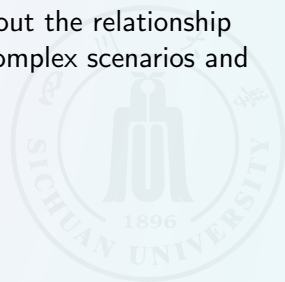 out the relationship
omplex scenarios and
SICHUAN UNIVERSITY
1896